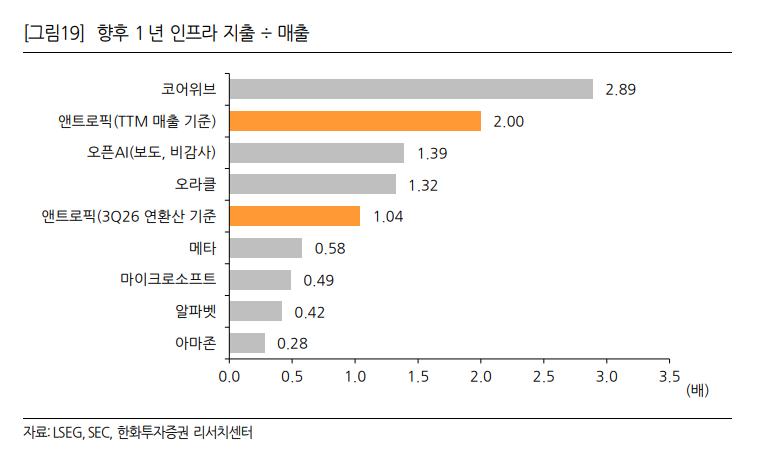 [그림19] 향후 1년 인프라 지출 ÷ 매출
코어위브 2.89
앤트로픽(TTM 매출 기준) 2.00
오픈AI(보도, 비감사) 1.39
오라클 1.32
앤트로픽(3Q26 연환산 기준 1.04
메타 0.58
마이크로소프트 0.49
알파벳 0.42
아마존 0.28
0.0 0.5 1.0 1.5 2.0 2.5 3.0 3.5
(배)
자료: LSEG, SEC, 한화투자증권 리서치센터